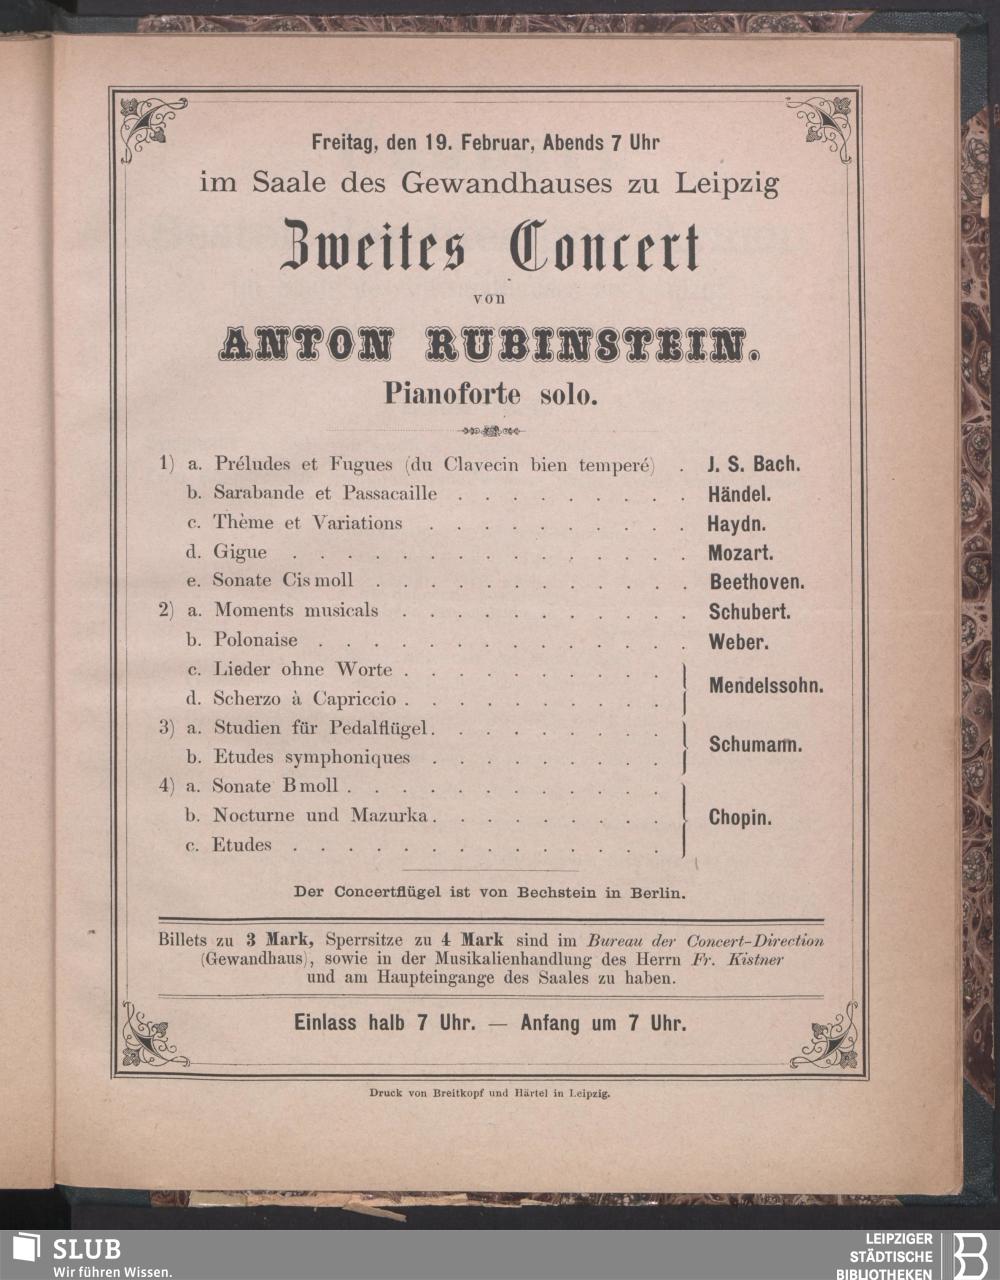 Freitag, den 19. Februar, Abends 7 Uhr
im Saale des Gewandhauses zu Leipzig
Zweites Concert
von
ANTON RUBINSTEIN.
Pianoforte solo.
1) a. Préludes et Fugues (du Clavecin bien temperé) . J. S. Bach.
b. Sarabande et Passacaille . . . . . . . . . Händel.
c. Thème et Variations . . . . . . . . . . Haydn.
d. Gigue . . . . . . . . . . . . . . . Mozart.
e. Sonate Cis moll . . . . . . . . . . . . Beethoven.
2) a. Moments musicals . . . . . . . . . . . Schubert.
b. Polonaise . . . . . . . . . . . . . . Weber.
c. Lieder ohne Worte . . . . . . . . . . .
Mendelssohn.
d. Scherzo à Capriccio . . . . . . . . . . .
3) a. Studien für Pedalflügel . . . . . . . . . .
Schumann.
b. Etudes symphoniques . . . . . . . . . .
4) a. Sonate B moll . . . . . . . . . . . . .
b. Nocturne und Mazurka . . . . . . . . . . Chopin.
c. Etudes . . . . . . . . . . . . . . .
Der Concertflügel ist von Bechstein in Berlin.
Billets zu 3 Mark, Sperrsitze zu 4 Mark sind im Bureau der Concert-Direction
(Gewandhaus), sowie in der Musikalienhandlung des Herrn Fr. Kistner
und am Haupteingange des Saales zu haben.
Einlass halb 7 Uhr. — Anfang um 7 Uhr.
Druck von Breitkopf und Härtel in Leipzig.
SLUB
Wir führen Wissen.
LEIPZIGER
STÄDTISCHE
BIBLIOTHEKEN